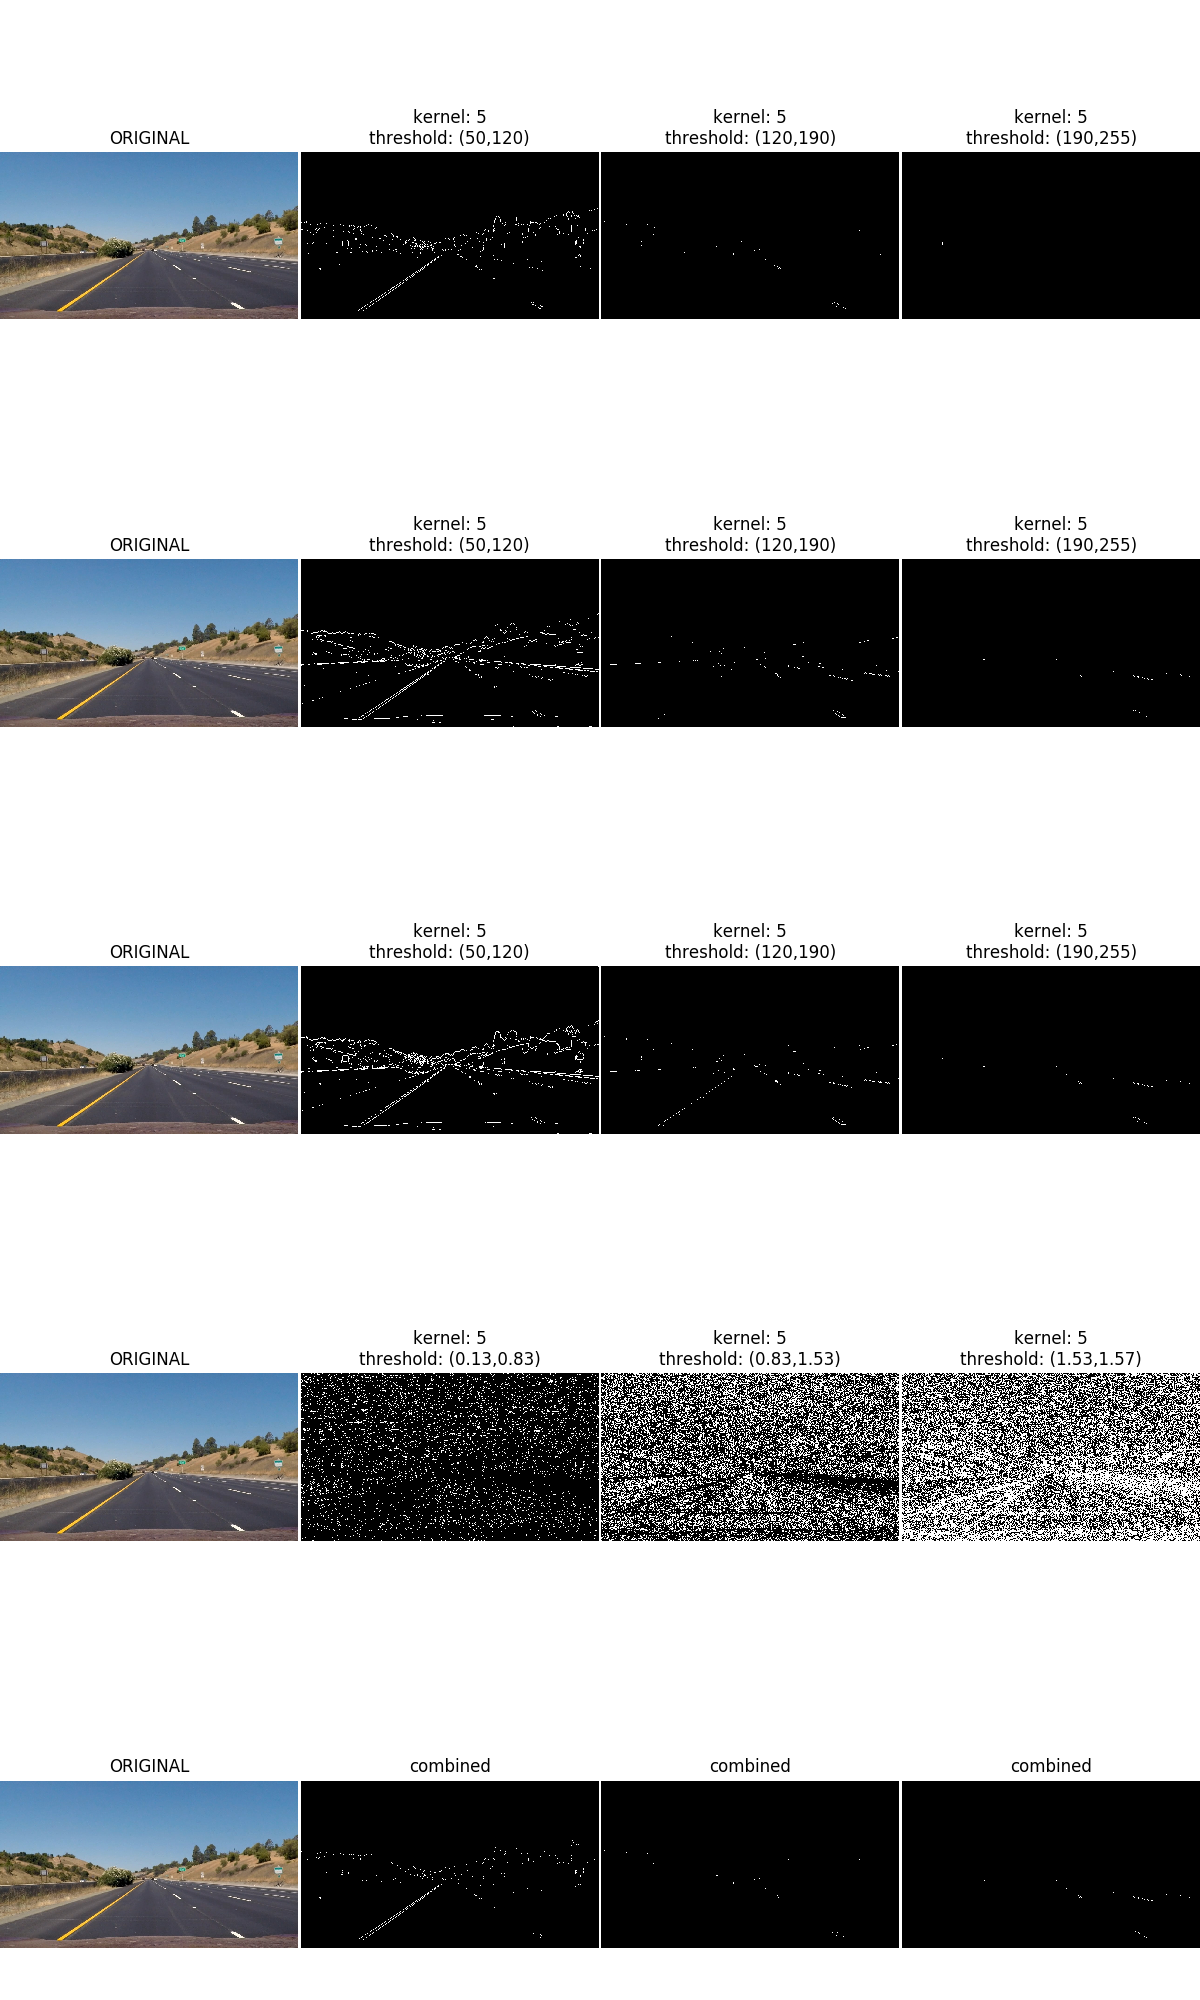 kernel: 5
kernel: 5
kernel: 5
ORIGINAL
threshold: (50,120)
threshold: (120,190)
threshold: (190,255)
kernel: 5
kernel: 5
kernel: 5
ORIGINAL
threshold: (50,120)
threshold: (120,190)
threshold: (190,255)
kernel: 5
kernel: 5
kernel: 5
ORIGINAL
threshold: (50,120)
threshold: (120,190)
threshold: (190,255)
kernel: 5
kernel: 5
kernel: 5
ORIGINAL
threshold: (0.13,0.83)
threshold: (0.83,1.53)
threshold: (1.53,1.57)
ORIGINAL
combined
combined
combined